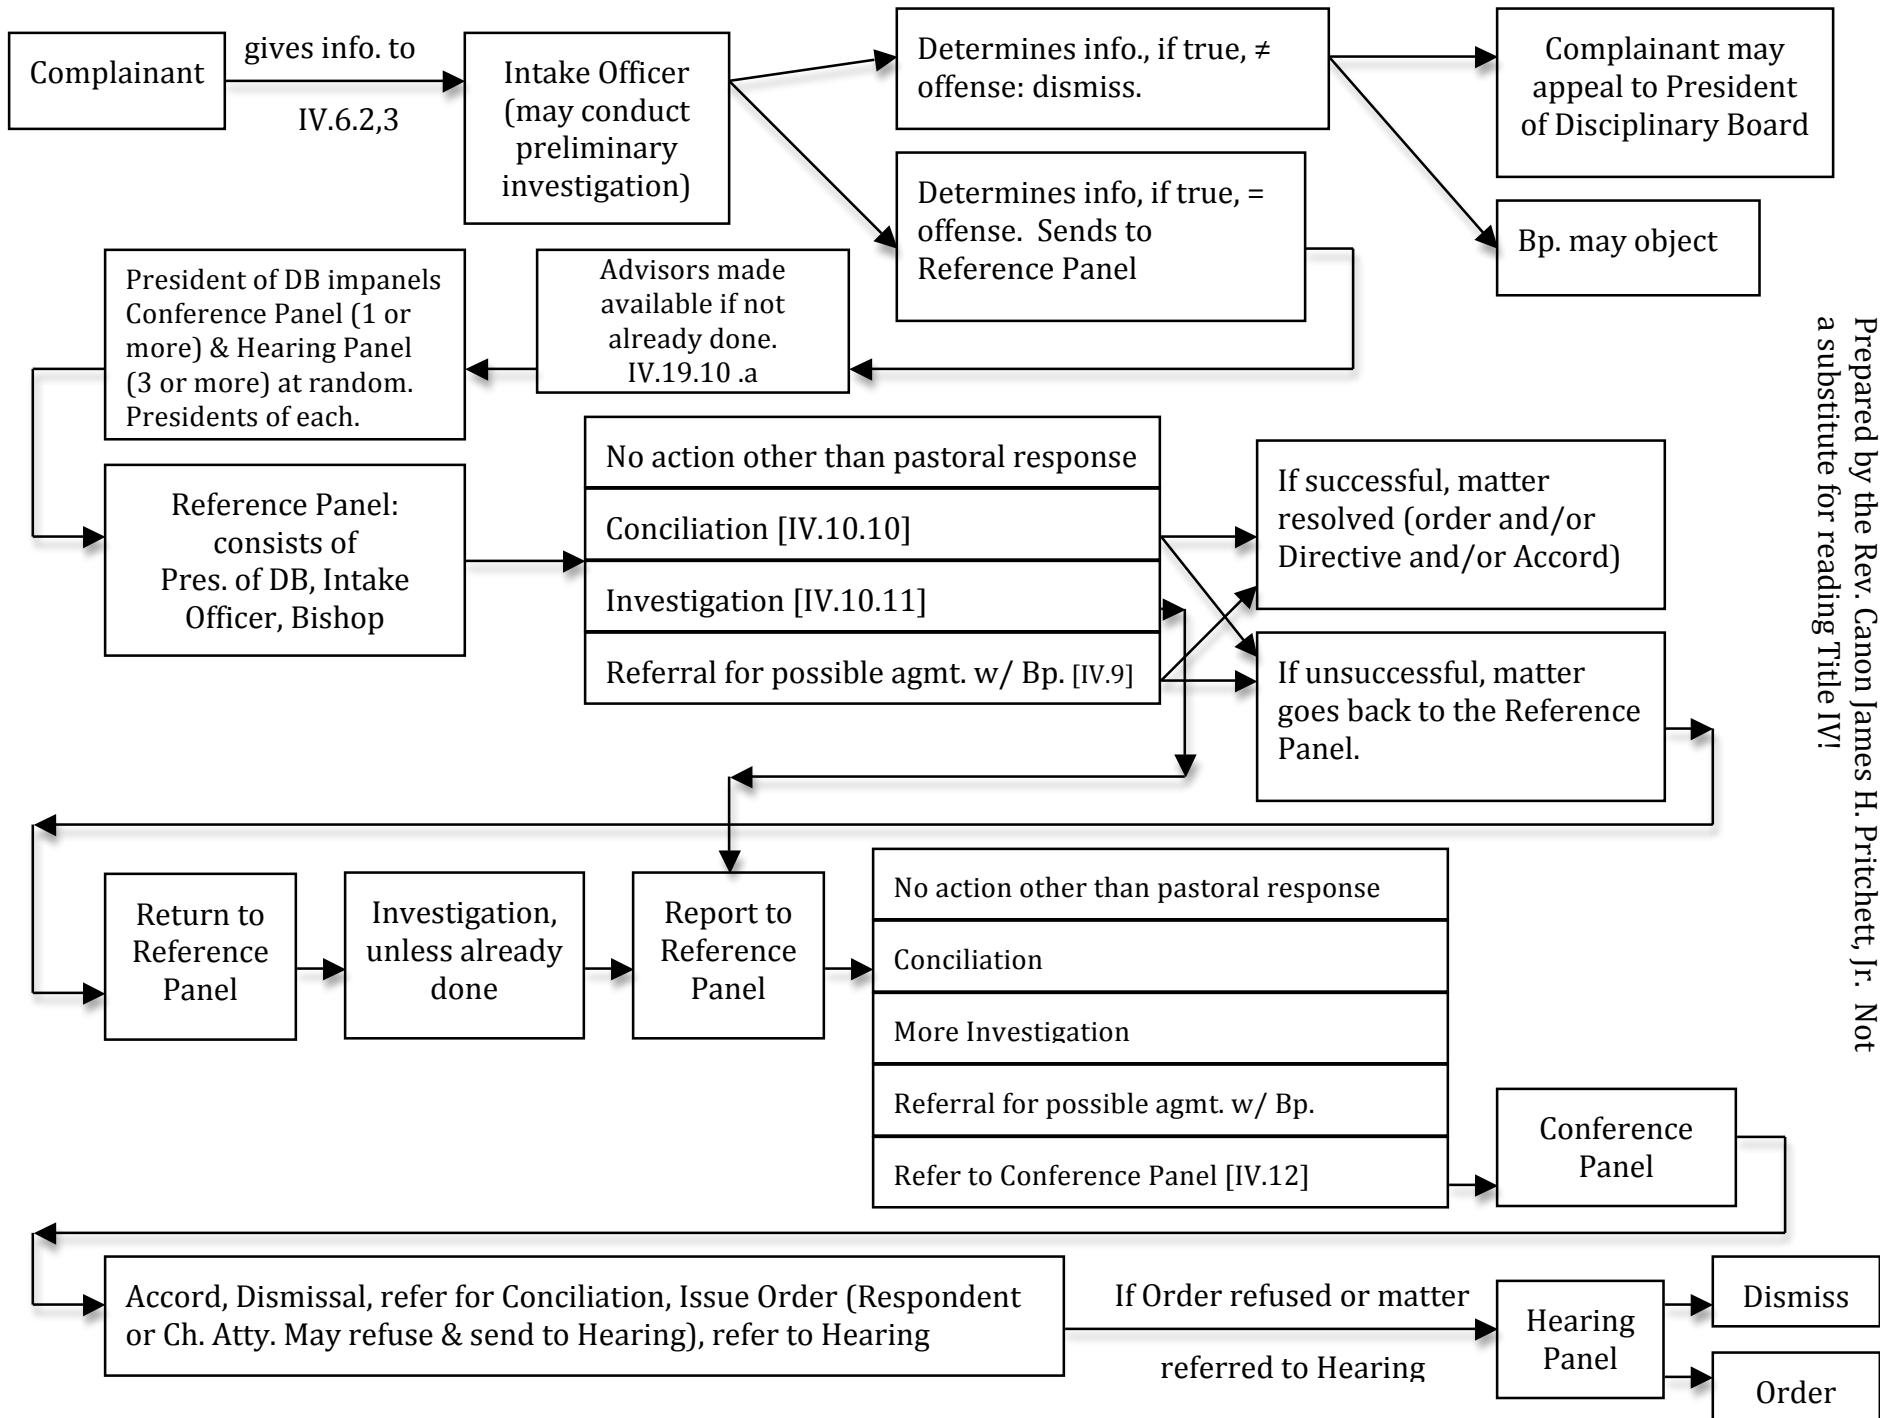 Complainant
gives info. to
IV.6.2,3
Intake Officer
(may conduct
preliminary
investigation)
Determines info., if true, ≠
offense: dismiss.
Complainant may
appeal to President
of Disciplinary Board
Determines info, if true, =
offense.  Sends to
Reference Panel
Bp. may object
President of DB impanels
Conference Panel (1 or
more) & Hearing Panel
(3 or more) at random.
Presidents of each.
Advisors made
available if not
already done.
IV.19.10 .a
Reference Panel:
consists of
Pres. of DB, Intake
Officer, Bishop
No action other than pastoral response
Conciliation [IV.10.10]
Investigation [IV.10.11]
Referral for possible agmt. w/ Bp. [IV.9]
If successful, matter
resolved (order and/or
Directive and/or Accord)
If unsuccessful, matter
goes back to the Reference
Panel.
Prepared by the Rev. Canon James H. Pritchett, Jr.  Not
a substitute for reading Title IV!
Return to
Reference
Panel
Investigation,
unless already
done
Report to
Reference
Panel
No action other than pastoral response
Conciliation
More Investigation
Referral for possible agmt. w/ Bp.
Refer to Conference Panel [IV.12]
Conference
Panel
Accord, Dismissal, refer for Conciliation, Issue Order (Respondent
or Ch. Atty. May refuse & send to Hearing), refer to Hearing
If Order refused or matter
referred to Hearing
Hearing
Panel
Dismiss
Order